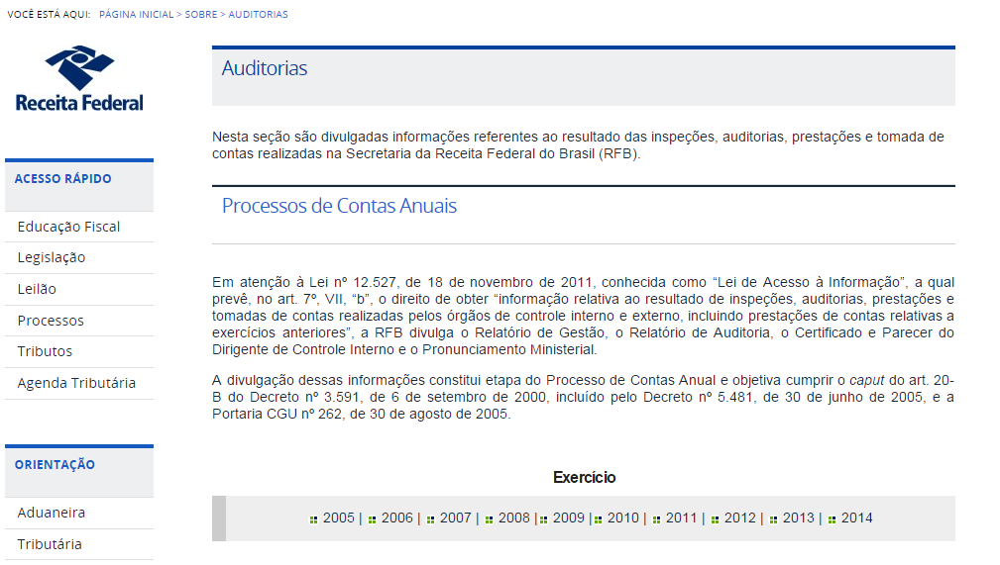 VOCÊ ESTÁ AQUI: PÁGINA INICIAL > SOBRE > AUDITORIAS
Receita Federal
ACESSO RÁPIDO
Educação Fiscal
Legislação
Leilão
Processos
Tributos
Agenda Tributária
ORIENTAÇÃO
Aduaneira
Tributária
Auditorias
Nesta seção são divulgadas informações referentes ao resultado das inspeções, auditorias, prestações e tomada de
contas realizadas na Secretaria da Receita Federal do Brasil (RFB).
Processos de Contas Anuais
Em atenção à Lei nº 12.527, de 18 de novembro de 2011, conhecida como “Lei de Acesso à Informação”, a qual
prevê, no art. 7º, VII, “b”, o direito de obter “informação relativa ao resultado de inspeções, auditorias, prestações e
tomadas de contas realizadas pelos órgãos de controle interno e externo, incluindo prestações de contas relativas a
exercícios anteriores”, a RFB divulga o Relatório de Gestão, o Relatório de Auditoria, o Certificado e Parecer do
Dirigente de Controle Interno e o Pronunciamento Ministerial.
A divulgação dessas informações constitui etapa do Processo de Contas Anual e objetiva cumprir o caput do art. 20-
B do Decreto nº 3.591, de 6 de setembro de 2000, incluído pelo Decreto nº 5.481, de 30 de junho de 2005, e a
Portaria CGU nº 262, de 30 de agosto de 2005.
Exercício
2005 | 2006 | 2007 | 2008 | 2009 | 2010 | 2011 | 2012 | 2013 | 2014